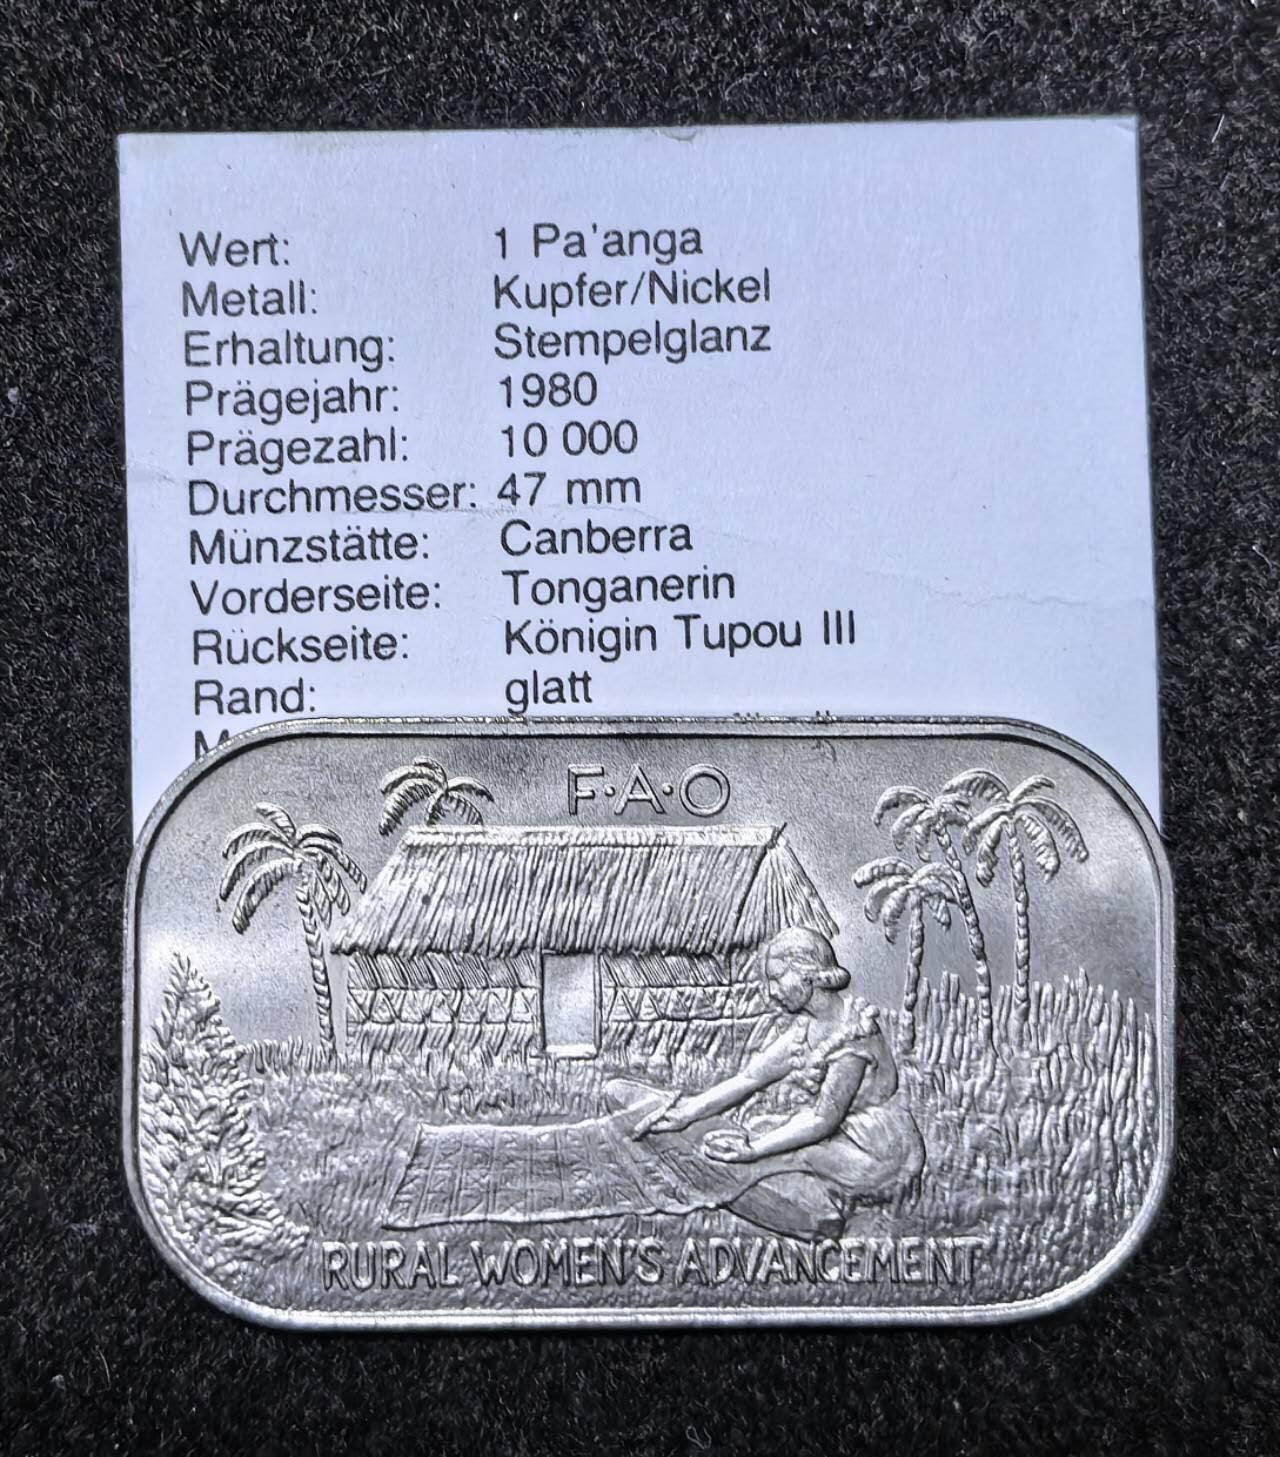 Wert: 1 Pa'anga
Metall: Kupfer/Nickel
Erhaltung: Stempelglanz
Prägejahr: 1980
Prägezahl: 10 000
Durchmesser: 47 mm
Münzstätte: Canberra
Vorderseite: Tonganerin
Rückseite: Königin Tupou III
Rand: glatt
F·A·O
RURAL WOMEN'S ADVANCEMENT